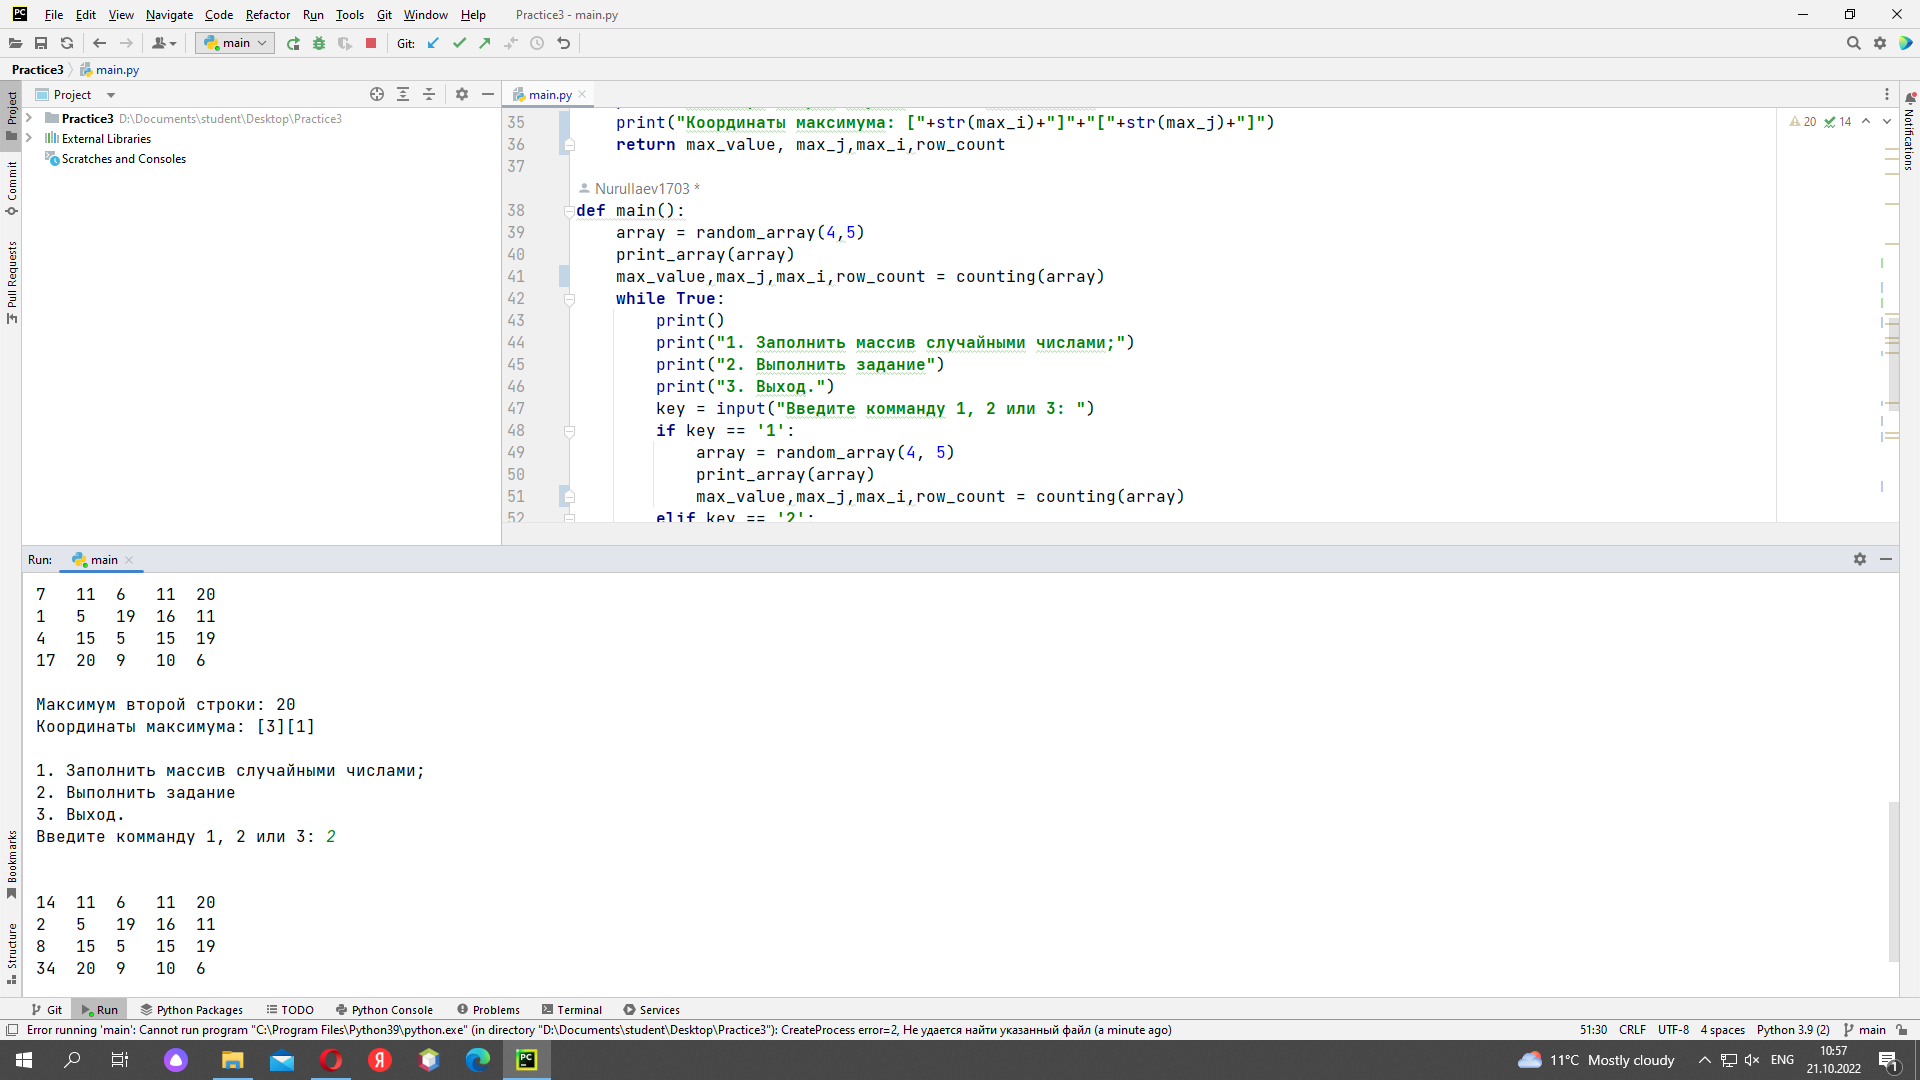 File Edit View Navigate Code Refactor Run Tools Git Window Help Practice3 - main.py
main Git:
Practice3 main.py
Project
main.py
Practice3 D:\Documents\student\Desktop\Practice3
External Libraries
Scratches and Consoles
Project
Commit
Pull Requests
Bookmarks
Structure
Notifications
20 14
35 print("Координаты максимума: ["+str(max_i)+"]"+"["+str(max_j)+"]")
36 return max_value, max_j,max_i,row_count
37
Nurullaev1703 *
38 def main():
39 array = random_array(4,5)
40 print_array(array)
41 max_value,max_j,max_i,row_count = counting(array)
42 while True:
43 print()
44 print("1. Заполнить массив случайными числами;")
45 print("2. Выполнить задание")
46 print("3. Выход.")
47 key = input("Введите комманду 1, 2 или 3: ")
48 if key == '1':
49 array = random_array(4, 5)
50 print_array(array)
51 max_value,max_j,max_i,row_count = counting(array)
52 elif key == '2':
Run: main
7 11 6 11 20
1 5 19 16 11
4 15 5 15 19
17 20 9 10 6
Максимум второй строки: 20
Координаты максимума: [3][1]
1. Заполнить массив случайными числами;
2. Выполнить задание
3. Выход.
Введите комманду 1, 2 или 3: 2
14 11 6 11 20
2 5 19 16 11
8 15 5 15 19
34 20 9 10 6
Git Run Python Packages TODO Python Console Problems Terminal Services
Error running 'main': Cannot run program "C:\Program Files\Python39\python.exe" (in directory "D:\Documents\student\Desktop\Practice3"): CreateProcess error=2, Не удается найти указанный файл (a minute ago) 51:30 CRLF UTF-8 4 spaces Python 3.9 (2) main
11°C Mostly cloudy ENG 10:57
21.10.2022
1